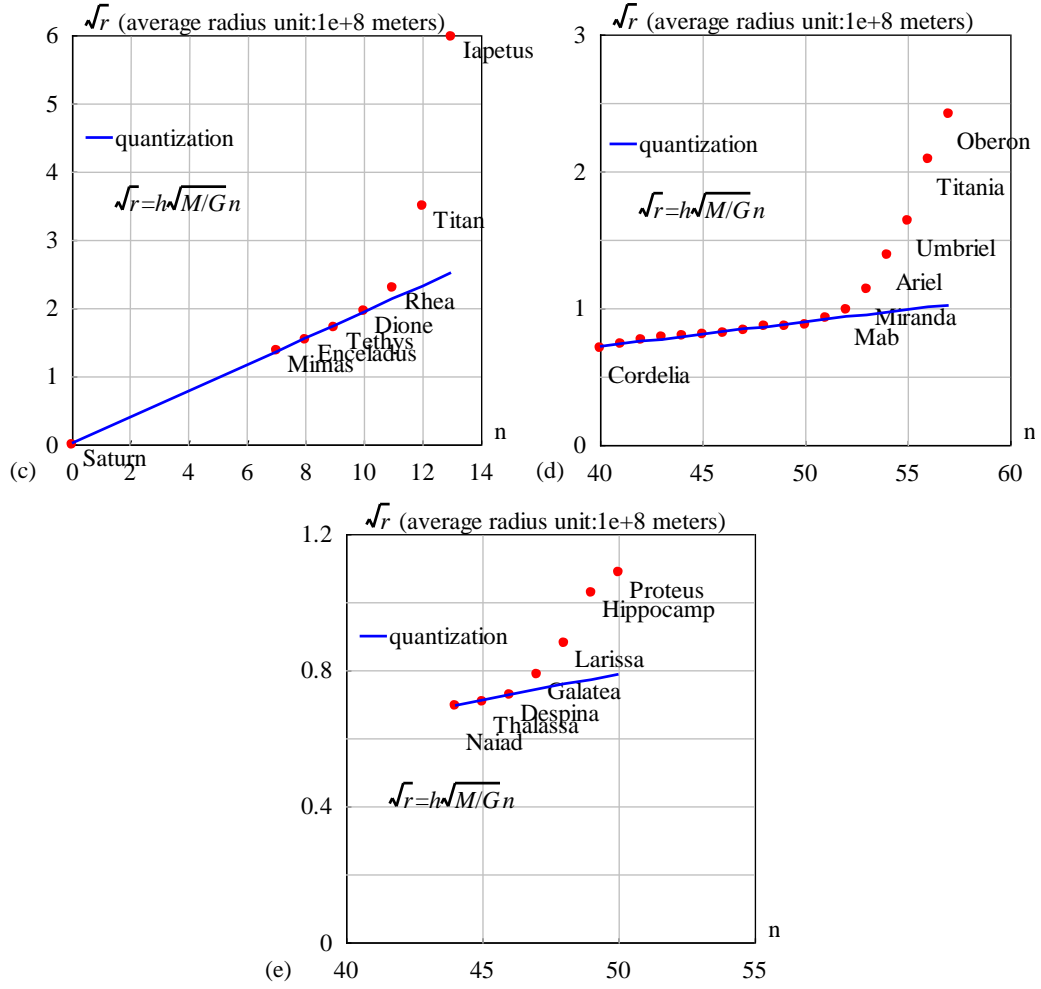 √r (average radius unit:1e+8 meters)
6
5
4
3
2
1
0
Iapetus
quantization
√r=h√M/Gn
Titan
Rhea
Dione
Tethys
Enceladus
Mimas
Saturn
n
0 2 4 6 8 10 12 14
(c)
√r (average radius unit:1e+8 meters)
3
2
1
0
Oberon
quantization
Titania
√r=h√M/Gn
Umbriel
Ariel
Miranda
Mab
Cordelia
n
40 45 50 55 60
(d)
√r (average radius unit:1e+8 meters)
1.2
0.8
0.4
0
Proteus
Hippocamp
quantization
Larissa
Galatea
Despina
Thalassa
Naiad
√r=h√M/Gn
n
40 45 50 55
(e)